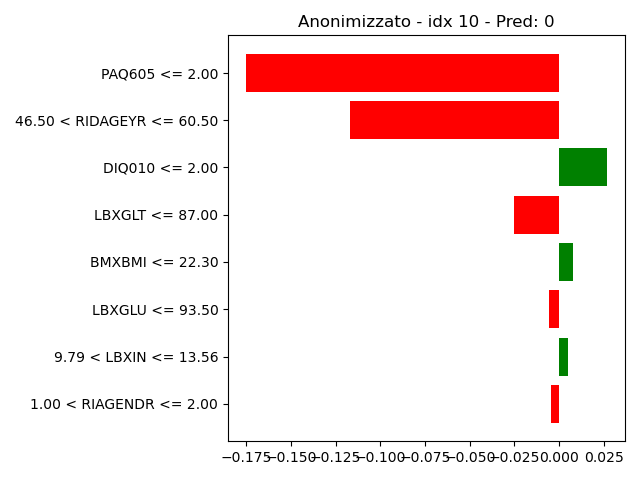 Anonimizzato - idx 10 - Pred: 0
PAQ605 <= 2.00
46.50 < RIDAGEYR <= 60.50
DIQ010 <= 2.00
LBXGLT <= 87.00
BMXBMI <= 22.30
LBXGLU <= 93.50
9.79 < LBXIN <= 13.56
1.00 < RIAGENDR <= 2.00
−0.175 −0.150 −0.125 −0.100 −0.075 −0.050 −0.025 0.000 0.025